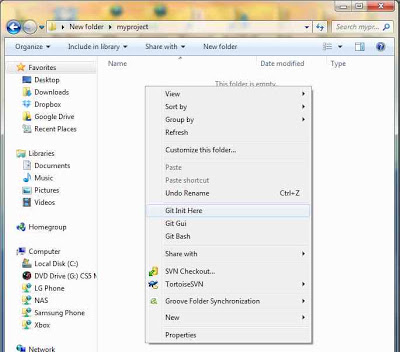 New folder ▸ myproject
Search mypr...
Organize Include in library Share with New folder
Name Date modified Type
This folder is empty.
Favorites
Desktop
Downloads
Dropbox
Google Drive
Recent Places
Libraries
Documents
Music
Pictures
Videos
Homegroup
Computer
Local Disk (C:)
DVD Drive (G:) CS5 M
LG Phone
NAS
Samsung Phone
Xbox
Network
View
Sort by
Group by
Refresh
Customize this folder...
Paste
Paste shortcut
Undo Rename Ctrl+Z
Git Init Here
Git Gui
Git Bash
Share with
SVN Checkout...
TortoiseSVN
Groove Folder Synchronization
New
Properties